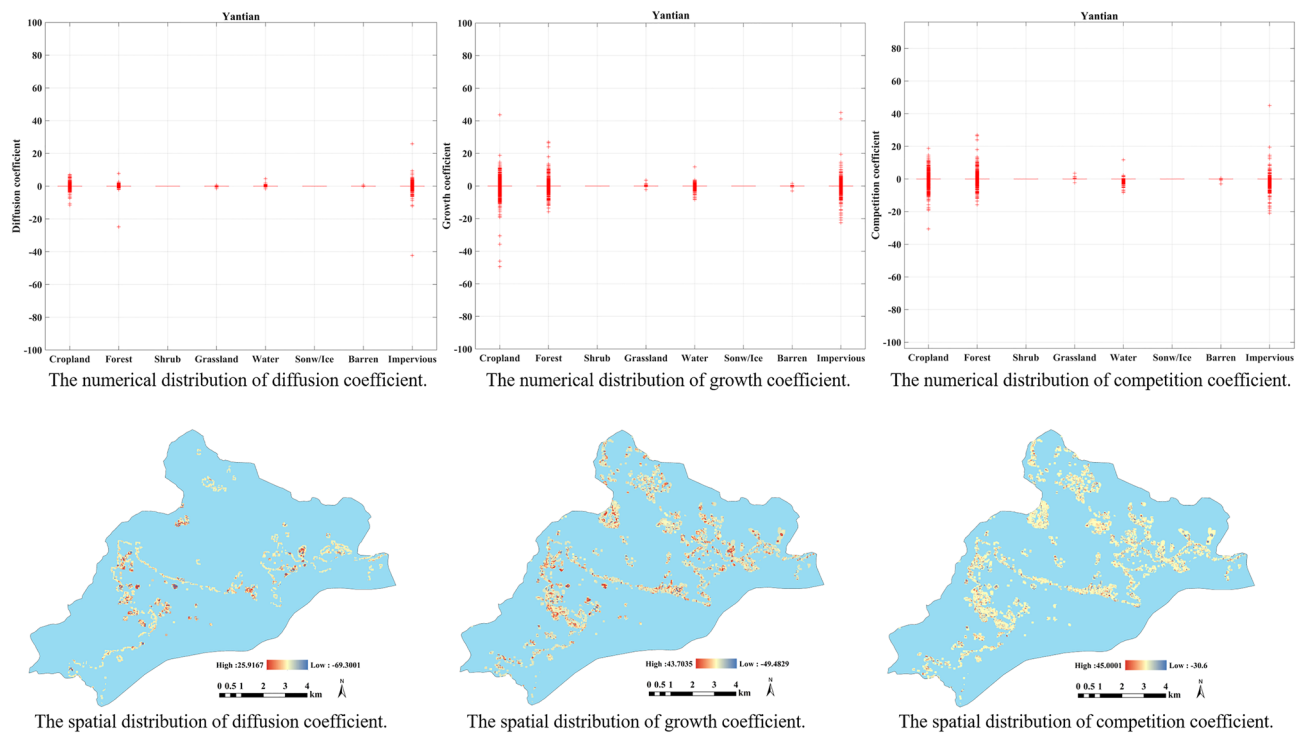 Yantian
100
80
60
40
20
0
-20
-40
-60
-80
-100
Diffusion coefficient
Cropland Forest Shrub Grassland Water Sonw/Ice Barren Impervious
The numerical distribution of diffusion coefficient.
Yantian
100
80
60
40
20
0
-20
-40
-60
-80
-100
Growth coefficient
Cropland Forest Shrub Grassland Water Sonw/Ice Barren Impervious
The numerical distribution of growth coefficient.
Yantian
80
60
40
20
0
-20
-40
-60
-80
-100
Competition coefficient
Cropland Forest Shrub Grassland Water Sonw/Ice Barren Impervious
The numerical distribution of competition coefficient.
High :25.9167 Low : -69.3001
0 0.5 1 2 3 4
km
N
The spatial distribution of diffusion coefficient.
High :43.7035 Low : -49.4829
0 0.5 1 2 3 4
km
N
The spatial distribution of growth coefficient.
High :45.0001 Low : -30.6
0 0.5 1 2 3 4
km
N
The spatial distribution of competition coefficient.